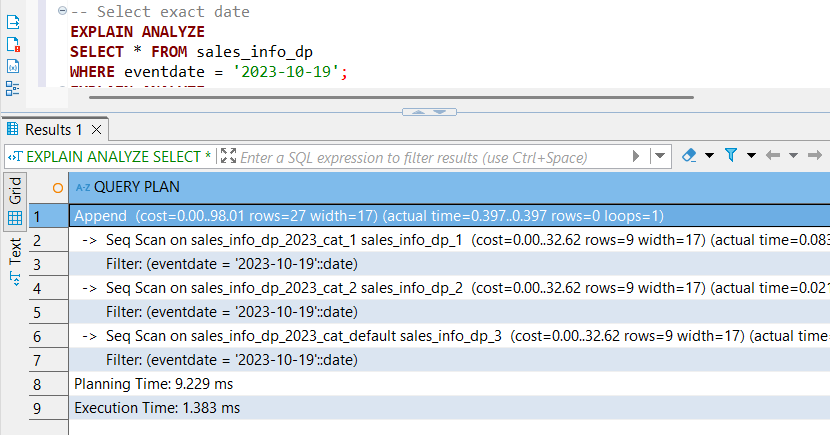 -- Select exact date
EXPLAIN ANALYZE
SELECT * FROM sales_info_dp
WHERE eventdate = '2023-10-19';
Results 1
EXPLAIN ANALYZE SELECT *
Enter a SQL expression to filter results (use Ctrl+Space)
Grid
Text
A-Z QUERY PLAN
1 Append (cost=0.00..98.01 rows=27 width=17) (actual time=0.397..0.397 rows=0 loops=1)
2 -> Seq Scan on sales_info_dp_2023_cat_1 sales_info_dp_1 (cost=0.00..32.62 rows=9 width=17) (actual time=0.083
3 Filter: (eventdate = '2023-10-19'::date)
4 -> Seq Scan on sales_info_dp_2023_cat_2 sales_info_dp_2 (cost=0.00..32.62 rows=9 width=17) (actual time=0.021
5 Filter: (eventdate = '2023-10-19'::date)
6 -> Seq Scan on sales_info_dp_2023_cat_default sales_info_dp_3 (cost=0.00..32.62 rows=9 width=17) (actual time=
7 Filter: (eventdate = '2023-10-19'::date)
8 Planning Time: 9.229 ms
9 Execution Time: 1.383 ms